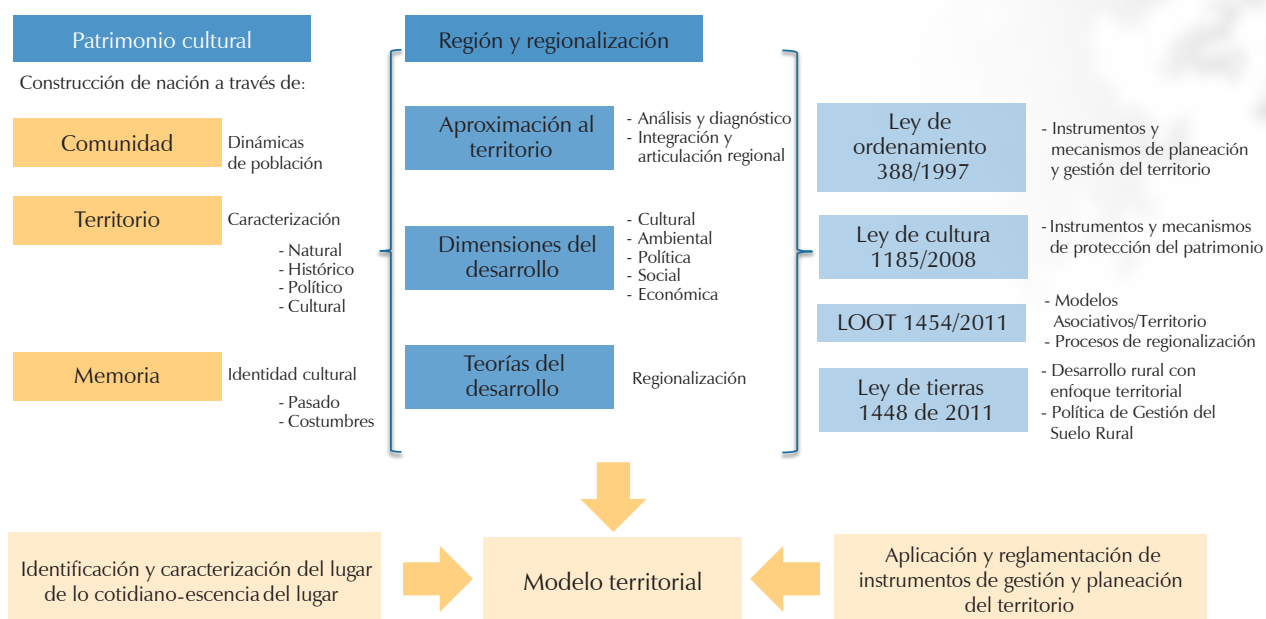 Patrimonio cultural
Construcción de nación a través de:
Comunidad
Dinámicas
de población
Territorio
Caracterización
- Natural
- Histórico
- Político
- Cultural
Memoria
Identidad cultural
- Pasado
- Costumbres
Región y regionalización
Aproximación al
territorio
- Análisis y diagnóstico
- Integración y
articulación regional
Dimensiones del
desarrollo
- Cultural
- Ambiental
- Política
- Social
- Económica
Teorías del
desarrollo
Regionalización
Ley de
ordenamiento
388/1997
- Instrumentos y
mecanismos de planeación
y gestión del territorio
Ley de cultura
1185/2008
-Instrumentos y mecanismos
de protección del patrimonio
LOOT 1454/2011
- Modelos
Asociativos/Territorio
- Procesos de regionalización
Ley de tierras
1448 de 2011
- Desarrollo rural con
enfoque territorial
- Política de Gestión del
Suelo Rural
Identificación y caracterización del lugar
de lo cotidiano-escencia del lugar
Modelo territorial
Aplicación y reglamentación de
instrumentos de gestión y planeación
del territorio